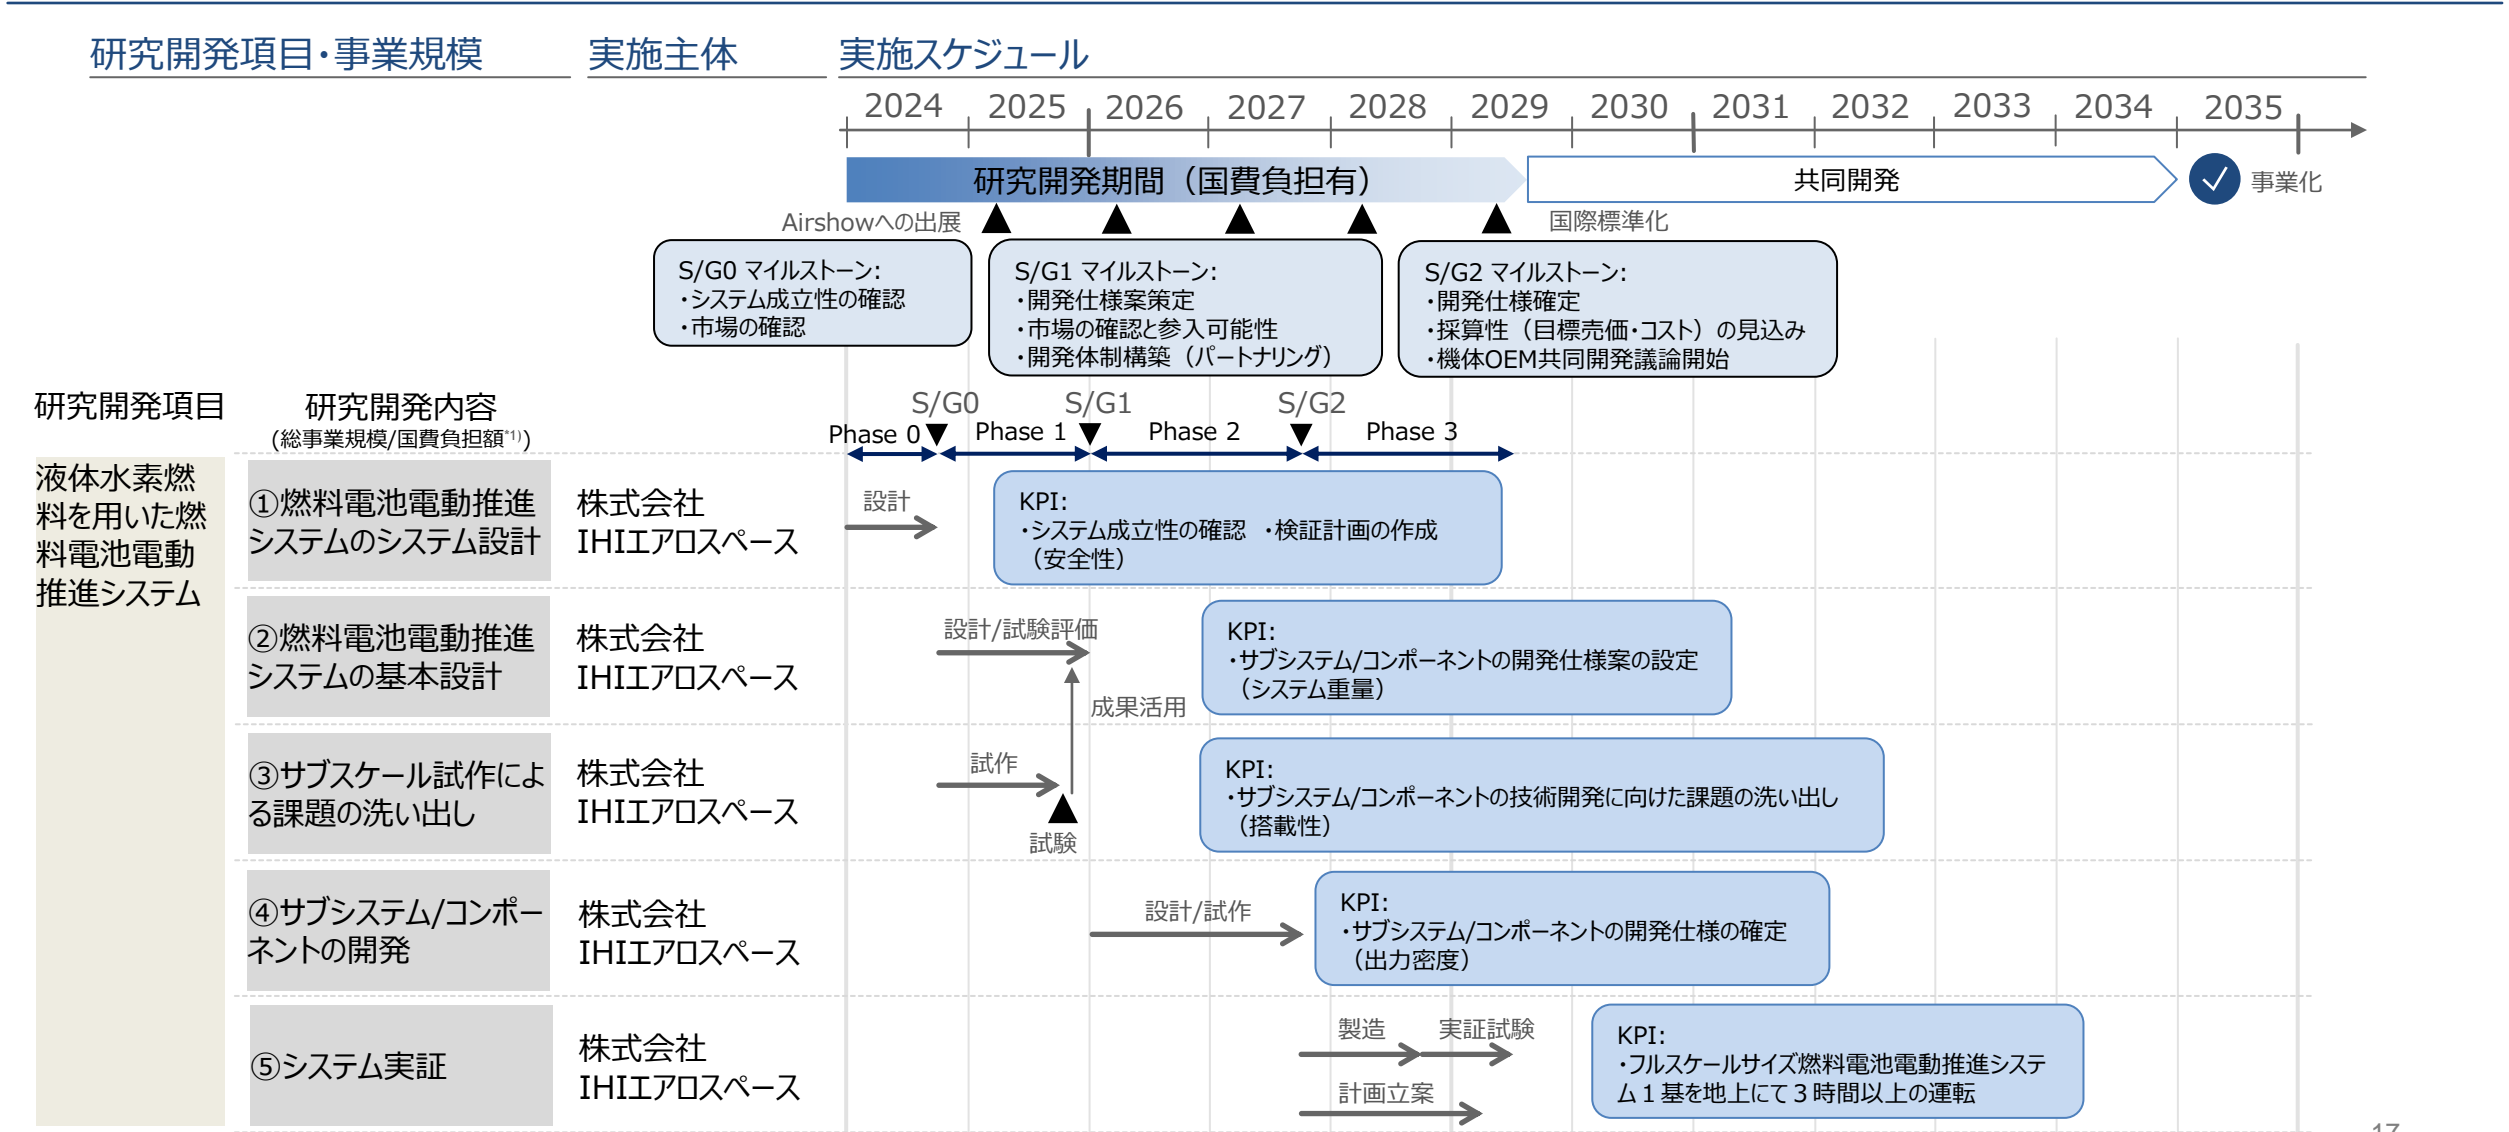 研究開発項目・事業規模
実施主体
実施スケジュール
2024 2025 2026 2027 2028 2029 2030 2031 2032 2033 2034 2035
研究開発期間（国費負担有）
共同開発
事業化
Airshowへの出展
国際標準化
S/G0 マイルストーン:
・システム成立性の確認
・市場の確認
S/G1 マイルストーン:
・開発仕様案策定
・市場の確認と参入可能性
・開発体制構築（パートナリング）
S/G2 マイルストーン:
・開発仕様確定
・採算性（目標売価・コスト）の見込み
・機体OEM共同開発議論開始
研究開発項目
研究開発内容
(総事業規模/国費負担額*1))
S/G0
S/G1
S/G2
Phase 0
Phase 1
Phase 2
Phase 3
液体水素燃
料を用いた燃
料電池電動
推進システム
①燃料電池電動推進
システムのシステム設計
株式会社
IHIエアロスペース
設計
KPI:
・システム成立性の確認　・検証計画の作成
（安全性）
②燃料電池電動推進
システムの基本設計
株式会社
IHIエアロスペース
設計/試験評価
KPI:
・サブシステム/コンポーネントの開発仕様案の設定
（システム重量）
成果活用
③サブスケール試作によ
る課題の洗い出し
株式会社
IHIエアロスペース
試作
試験
KPI:
・サブシステム/コンポーネントの技術開発に向けた課題の洗い出し
（搭載性）
④サブシステム/コンポー
ネントの開発
株式会社
IHIエアロスペース
設計/試作
KPI:
・サブシステム/コンポーネントの開発仕様の確定
（出力密度）
⑤システム実証
株式会社
IHIエアロスペース
製造
実証試験
計画立案
KPI:
・フルスケールサイズ燃料電池電動推進システ
ム１基を地上にて３時間以上の運転
17